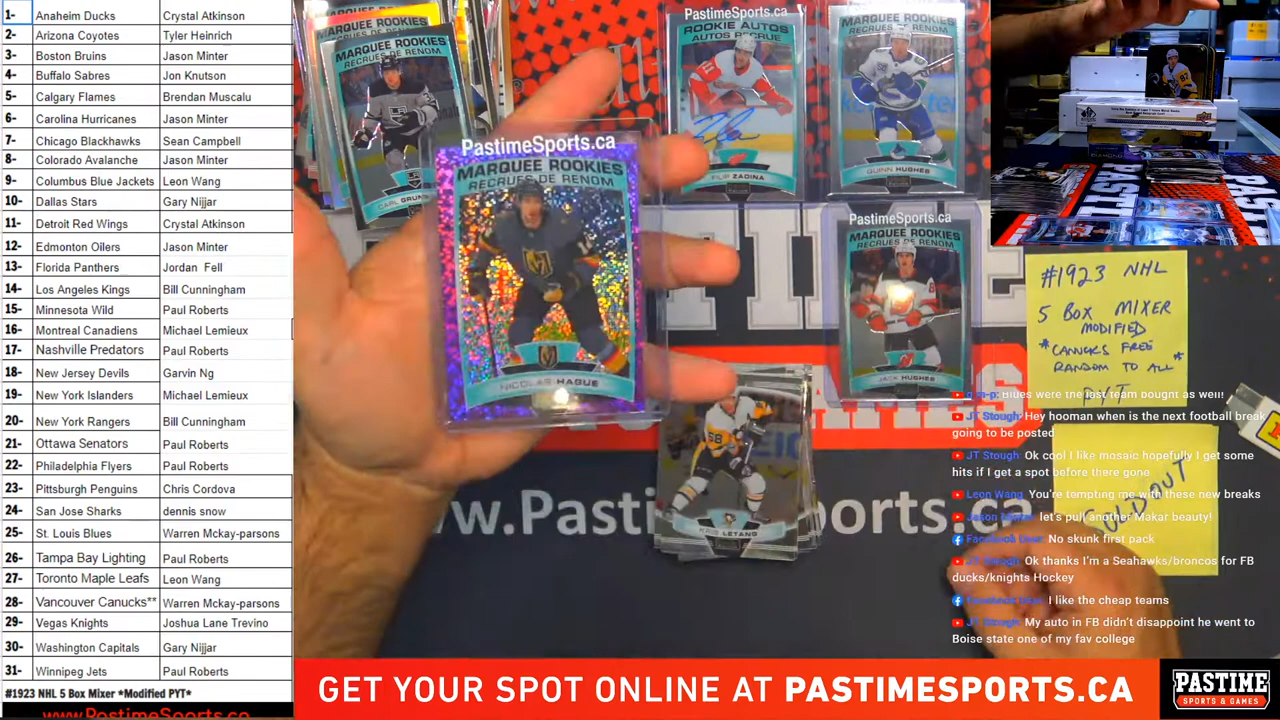 1- Anaheim Ducks Crystal Atkinson
2- Arizona Coyotes Tyler Heinrich
3- Boston Bruins Jason Minter
4- Buffalo Sabres Jon Knutson
5- Calgary Flames Brendan Muscalu
6- Carolina Hurricanes Jason Minter
7- Chicago Blackhawks Sean Campbell
8- Colorado Avalanche Jason Minter
9- Columbus Blue Jackets Leon Wang
10- Dallas Stars Gary Nijjar
11- Detroit Red Wings Crystal Atkinson
12- Edmonton Oilers Jason Minter
13- Florida Panthers Jordan Fell
14- Los Angeles Kings Bill Cunningham
15- Minnesota Wild Paul Roberts
16- Montreal Canadiens Michael Lemieux
17- Nashville Predators Paul Roberts
18- New Jersey Devils Garvin Ng
19- New York Islanders Michael Lemieux
20- New York Rangers Bill Cunningham
21- Ottawa Senators Paul Roberts
22- Philadelphia Flyers Paul Roberts
23- Pittsburgh Penguins Chris Cordova
24- San Jose Sharks dennis snow
25- St. Louis Blues Warren Mckay-parsons
26- Tampa Bay Lighting Paul Roberts
27- Toronto Maple Leafs Leon Wang
28- Vancouver Canucks** Warren Mckay-parsons
29- Vegas Knights Joshua Lane Trevino
30- Washington Capitals Gary Nijjar
31- Winnipeg Jets Paul Roberts
#1923 NHL 5 Box Mixer *Modified PYT*
www.PastimeSports.ca
MARQUEE ROOKIES
MARQUEE ROOKIES
RECRUES DE RENOM
PastimeSports.ca
MARQUEE ROOKIES
RECRUES DE RENOM
NICOLAS HAGUE
PastimeSports.ca
ROOKIE AUTOS
AUTOS RECRUE
FILIP ZADINA
MARQUEE ROOKIES
RECRUES DE RENOM
QUINN HUGHES
PastimeSports.ca
MARQUEE ROOKIES
RECRUES DE RENOM
JACK HUGHES
KRIS LETANG
#1923 NHL
5 BOX MIXER
MODIFIED
*CANUCKS FREE
RANDOM TO ALL *
PYT
SOLD OUT
Blues were the last team bought as well!
JT Stough: Hey hooman when is the next football break
going to be posted
JT Stough: Ok cool I like mosaic hopefully I get some
hits if I get a spot before there gone
Leon Wang: You're tempting me with these new breaks
let's pull another Makar beauty!
No skunk first pack
JT Stough: Ok thanks I'm a Seahawks/broncos for FB
ducks/knights Hockey
I like the cheap teams
JT Stough: My auto in FB didn't disappoint he went to
Boise state one of my fav college
GET YOUR SPOT ONLINE AT PASTIMESPORTS.CA
PASTIME
SPORTS & GAMES